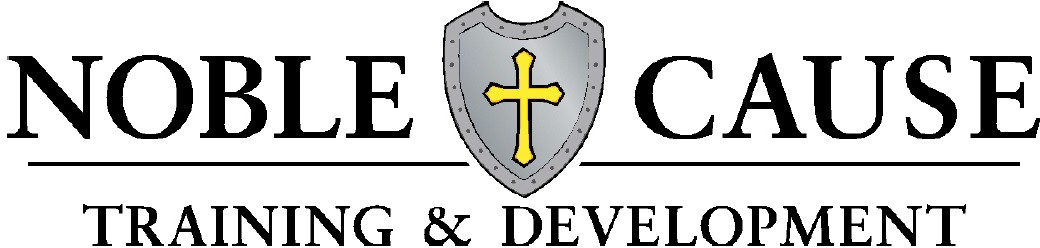 NOBLE CAUSE
TRAINING & DEVELOPMENT